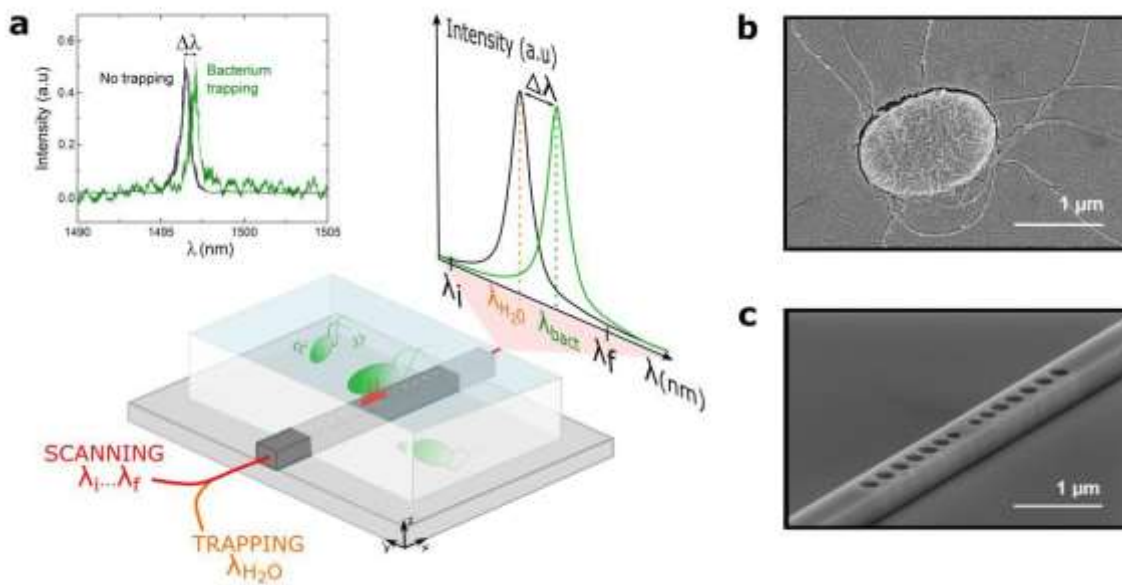 a
0.6
0.4
0.2
0.0
Intensity (a.u)
Δλ
No trapping
Bacterium
trapping
1490
1495
1500
1505
λ (nm)
Intensity (a.u)
Δλ
λi
λH₂O
λbact
λf
λ(nm)
SCANNING
λi...λf
TRAPPING
λH₂O
z
y
x
b
1 µm
c
1 µm